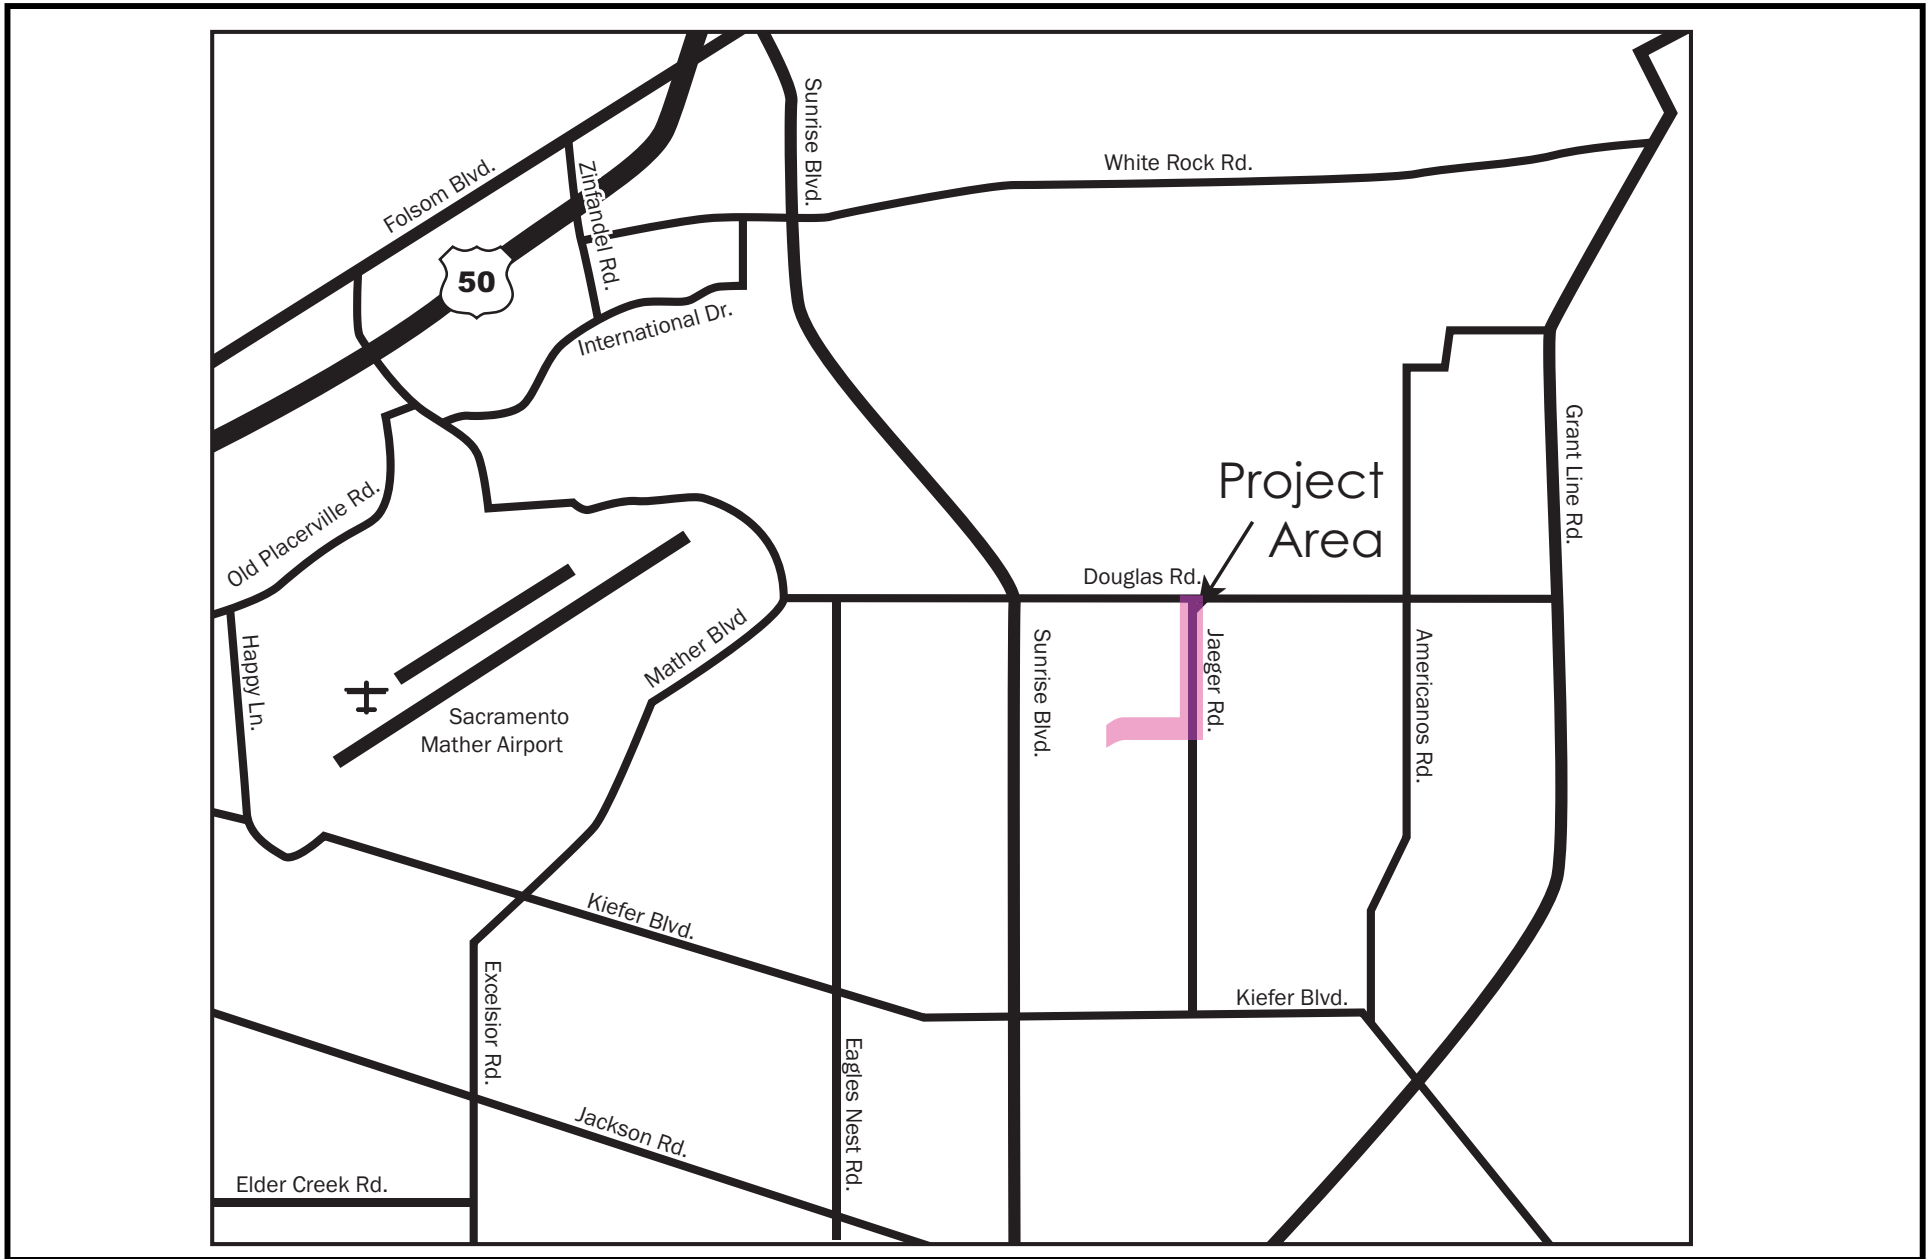 Sunrise Blvd.
White Rock Rd.
Folsom Blvd.
Zinfandel Rd.
50
International Dr.
Grant Line Rd.
Project
Area
Old Placerville Rd.
Douglas Rd.
Happy Ln.
Mather Blvd
Sunrise Blvd.
Jaeger Rd.
Americanos Rd.
Sacramento
Mather Airport
Kiefer Blvd.
Excelsior Rd.
Kiefer Blvd.
Eagles Nest Rd.
Jackson Rd.
Elder Creek Rd.